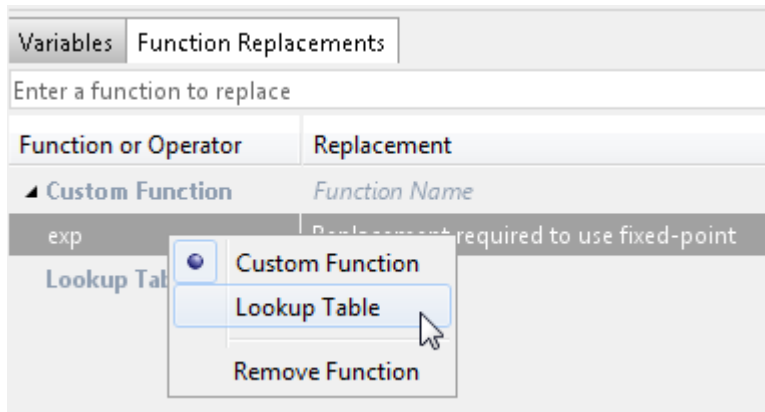 Variables Function Replacements
Enter a function to replace
Function or Operator Replacement
Custom Function Function Name
exp required to use fixed-point
Custom Function
Lookup
Lookup Table
Remove Function